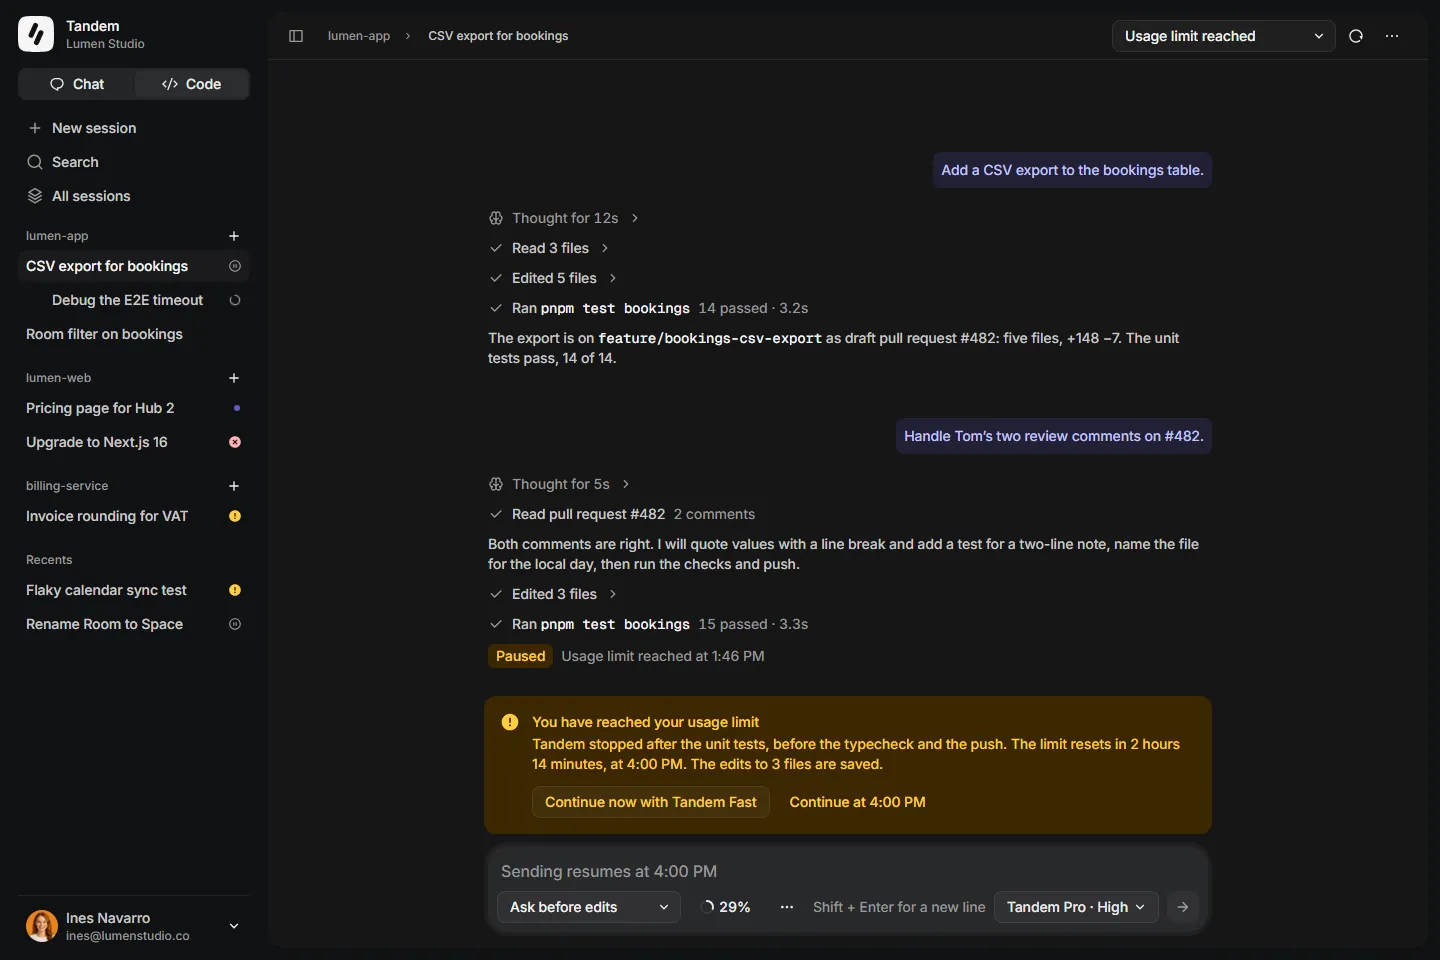 Tandem
Lumen Studio
Chat
Code
New session
Search
All sessions
lumen-app
CSV export for bookings
Debug the E2E timeout
Room filter on bookings
lumen-web
Pricing page for Hub 2
Upgrade to Next.js 16
billing-service
Invoice rounding for VAT
Recents
Flaky calendar sync test
Rename Room to Space
Ines Navarro
ines@lumenstudio.co
lumen-app › CSV export for bookings
Usage limit reached
Add a CSV export to the bookings table.
Thought for 12s
Read 3 files
Edited 5 files
Ran pnpm test bookings 14 passed · 3.2s
The export is on feature/bookings-csv-export as draft pull request #482: five files, +148 −7. The unit
tests pass, 14 of 14.
Handle Tom’s two review comments on #482.
Thought for 5s
Read pull request #482 2 comments
Both comments are right. I will quote values with a line break and add a test for a two-line note, name the file
for the local day, then run the checks and push.
Edited 3 files
Ran pnpm test bookings 15 passed · 3.3s
Paused Usage limit reached at 1:46 PM
You have reached your usage limit
Tandem stopped after the unit tests, before the typecheck and the push. The limit resets in 2 hours
14 minutes, at 4:00 PM. The edits to 3 files are saved.
Continue now with Tandem Fast Continue at 4:00 PM
Sending resumes at 4:00 PM
Ask before edits 29% Shift + Enter for a new line Tandem Pro · High